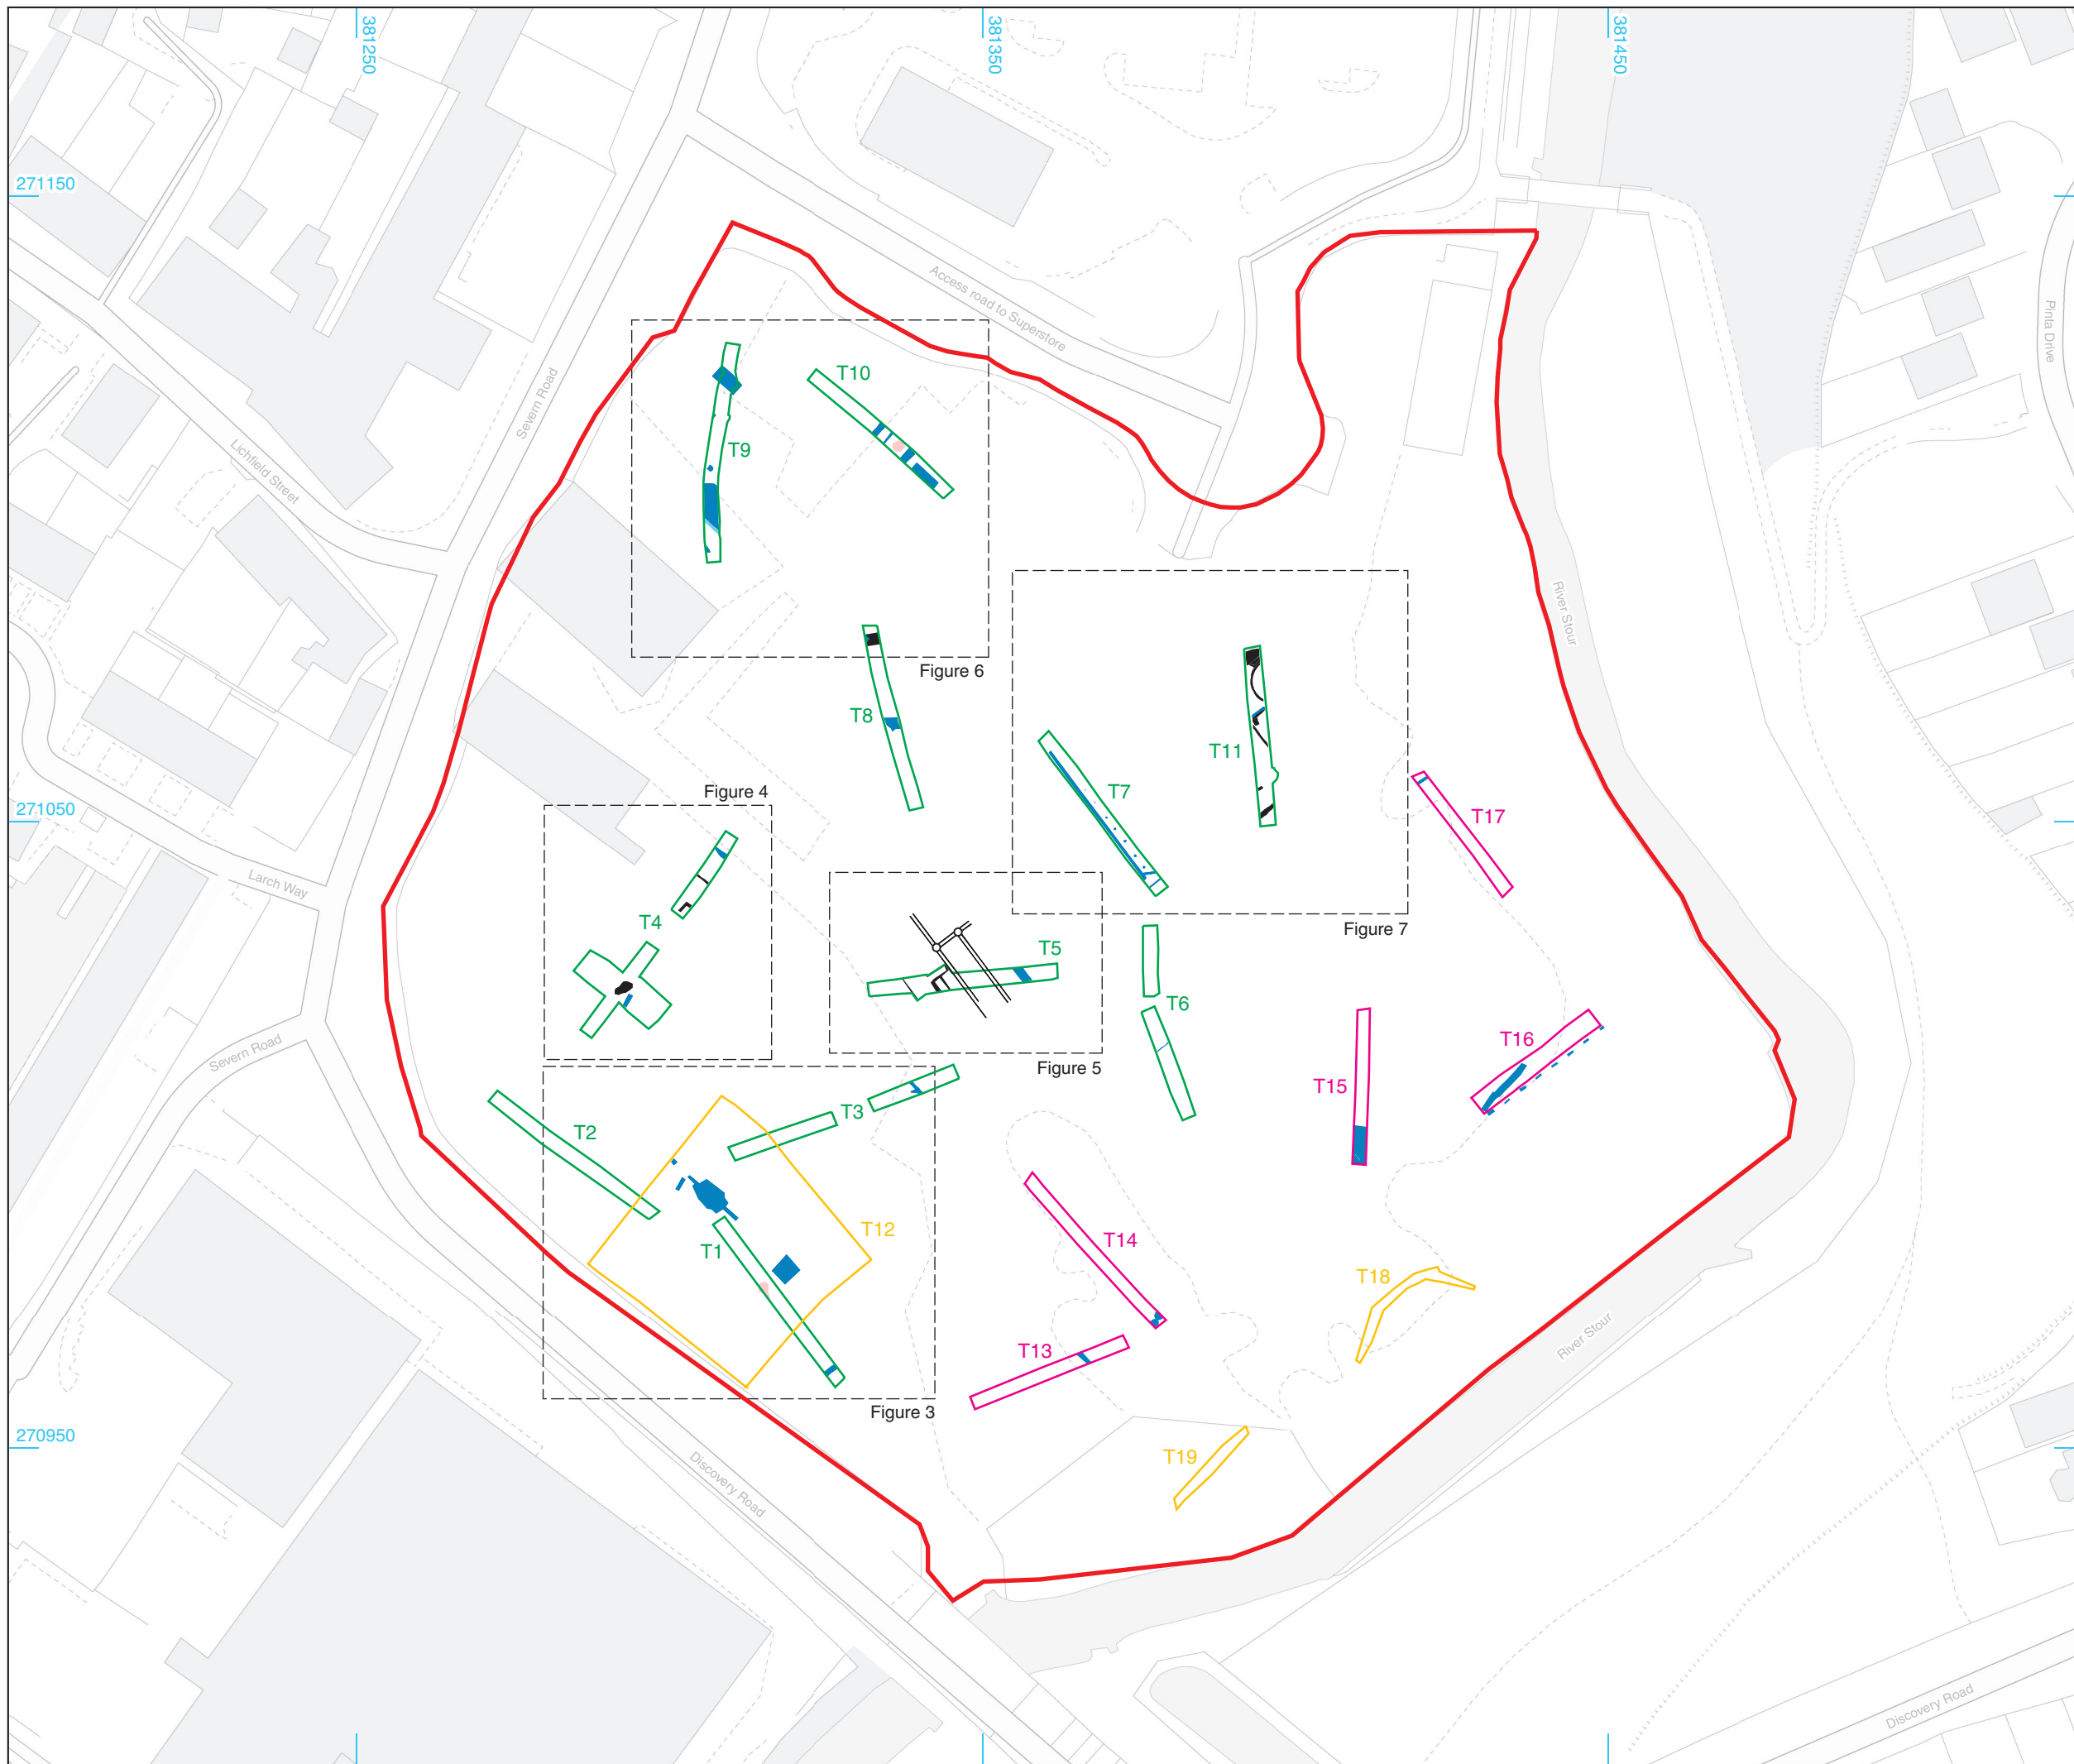 381250
381350
381450
271150
Access road to Superstore
Severn Road
Pinta Drive
T10
T9
Lichfield Street
River Stour
Figure 6
T8
T11
T7
Figure 4
271050
T17
Larch Way
T4
Figure 7
T5
T6
Severn Road
T16
Figure 5
T15
T3
T2
T12
T14
T1
T18
T13
River Stour
Figure 3
270950
T19
Discovery Road
Discovery Road